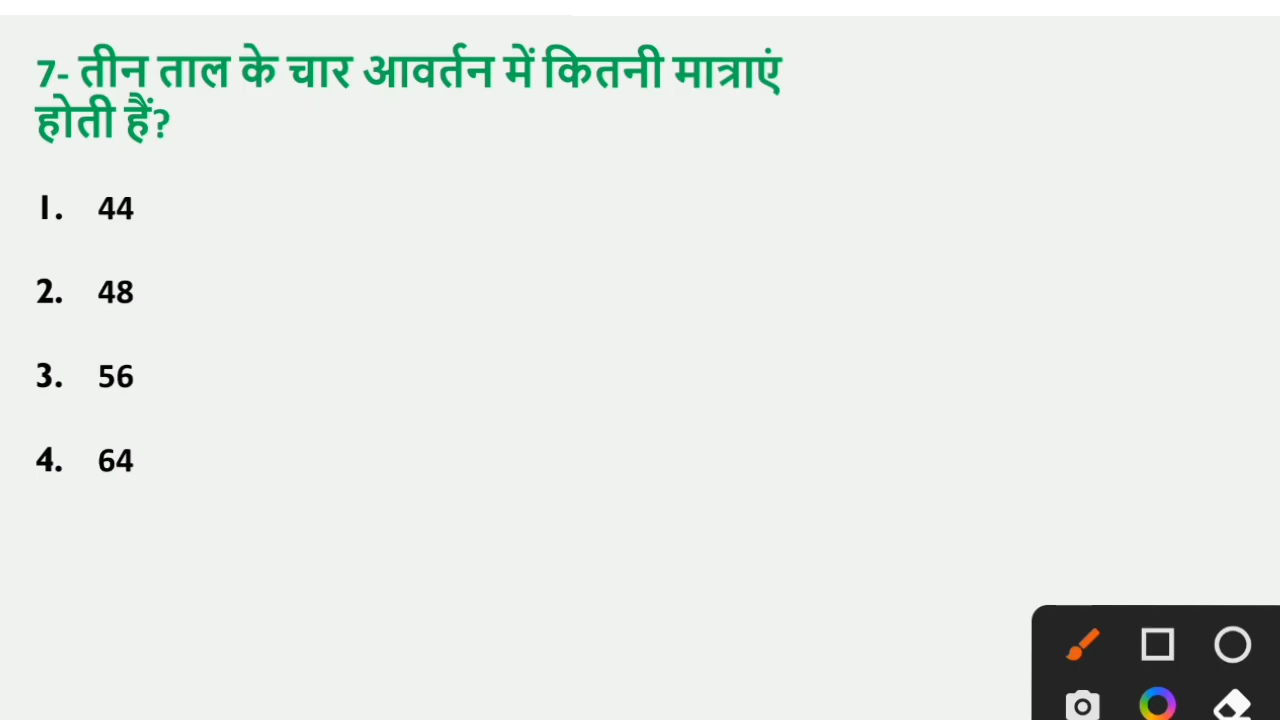 7- तीन ताल के चार आवर्तन में कितनी मात्राएं
होती हैं?
1. 44
2. 48
3. 56
4. 64